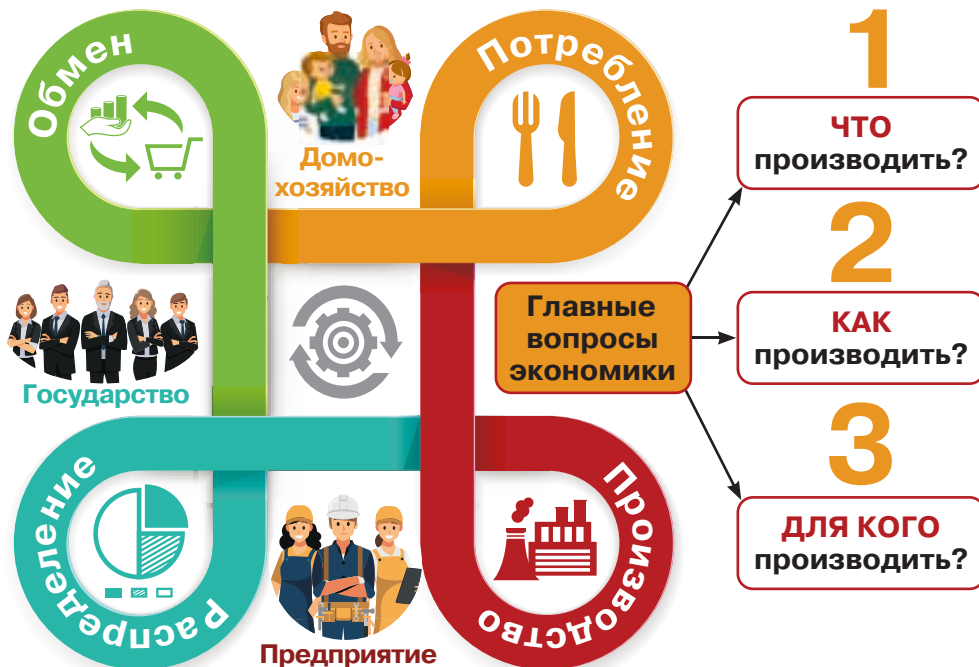 Обмен
Потребление
Домо-
хозяйство
Государство
Распределение
Производство
Предприятие
Главные
вопросы
экономики
1
ЧТО
производить?
2
КАК
производить?
3
ДЛЯ КОГО
производить?